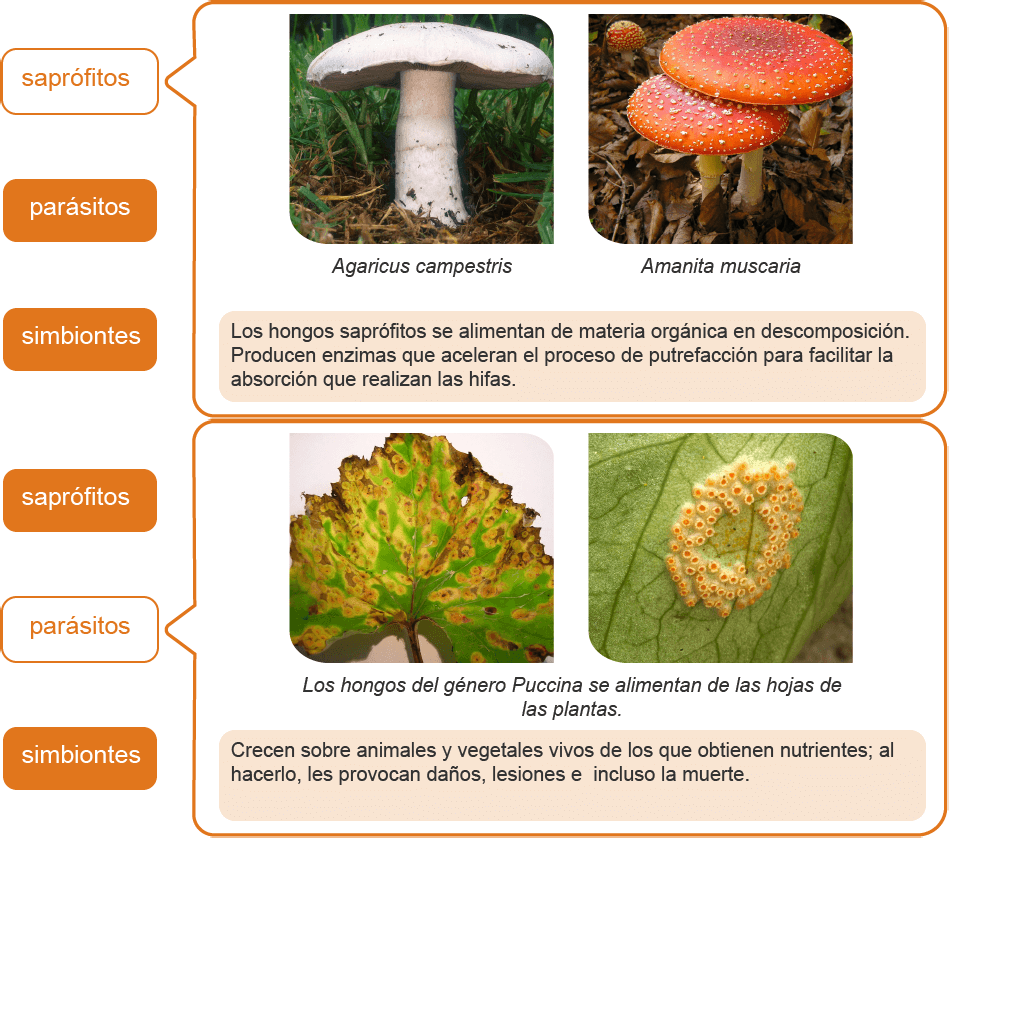 saprófitos
parásitos
simbiontes
Agaricus campestris
Amanita muscaria
Los hongos saprófitos se alimentan de materia orgánica en descomposición.
Producen enzimas que aceleran el proceso de putrefacción para facilitar la
absorción que realizan las hifas.
saprófitos
parásitos
simbiontes
Los hongos del género Puccina se alimentan de las hojas de
las plantas.
Crecen sobre animales y vegetales vivos de los que obtienen nutrientes; al
hacerlo, les provocan daños, lesiones e  incluso la muerte.